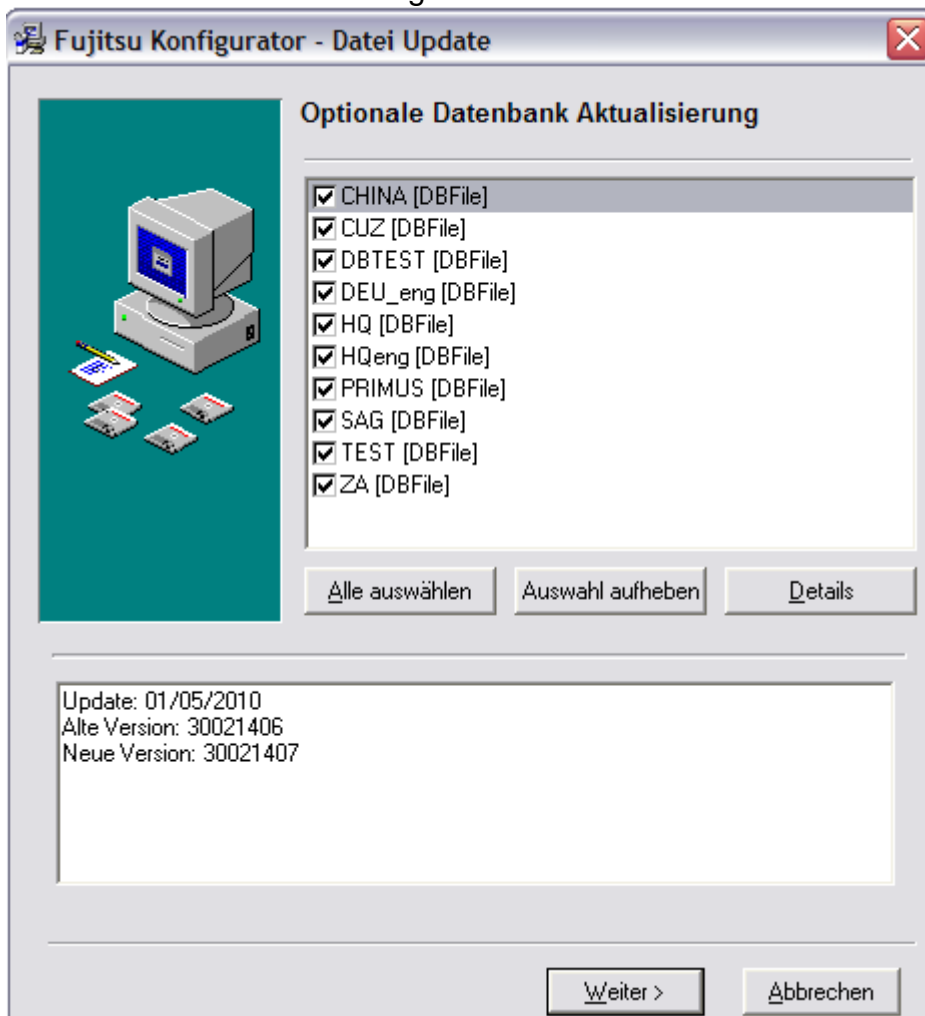 Fujitsu Konfigurator - Datei Update
Optionale Datenbank Aktualisierung
CHINA [DBFile]
CUZ [DBFile]
DBTEST [DBFile]
DEU_eng [DBFile]
HQ [DBFile]
HQeng [DBFile]
PRIMUS [DBFile]
SAG [DBFile]
TEST [DBFile]
ZA [DBFile]
Alle auswählen Auswahl aufheben Details
Update: 01/05/2010
Alte Version: 30021406
Neue Version: 30021407
Weiter > Abbrechen